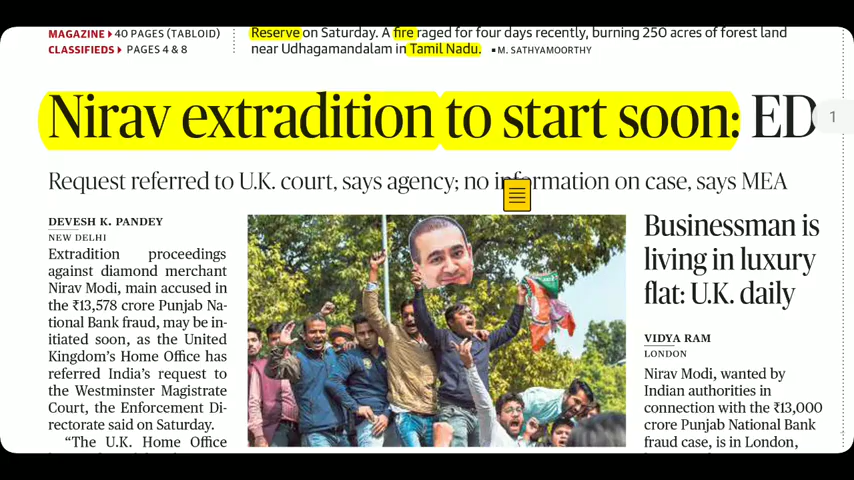 MAGAZINE 40 PAGES (TABLOID)
CLASSIFIEDS PAGES 4 & 8
Reserve on Saturday. A fire raged for four days recently, burning 250 acres of forest land
near Udhagamandalam in Tamil Nadu. ■ M. SATHYAMOORTHY
Nirav extradition to start soon: ED
1
Request referred to U.K. court, says agency; no information on case, says MEA
DEVESH K. PANDEY
NEW DELHI
Extradition proceedings
against diamond merchant
Nirav Modi, main accused in
the ₹13,578 crore Punjab Na-
tional Bank fraud, may be in-
itiated soon, as the United
Kingdom's Home Office has
referred India's request to
the Westminster Magistrate
Court, the Enforcement Di-
rectorate said on Saturday.
“The U.K. Home Office
Businessman is
living in luxury
flat: U.K. daily
VIDYA RAM
LONDON
Nirav Modi, wanted by
Indian authorities in
connection with the ₹13,000
crore Punjab National Bank
fraud case, is in London,